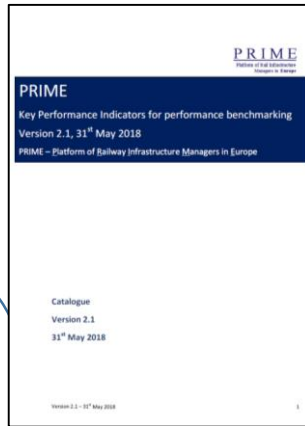 PRIME
Platform of Rail Infrastructure
Managers in Europe
PRIME
Key Performance Indicators for performance benchmarking
Version 2.1, 31st May 2018
PRIME – Platform of Railway Infrastructure Managers in Europe
Catalogue
Version 2.1
31st May 2018
Version 2.1 – 31st May 2018 1